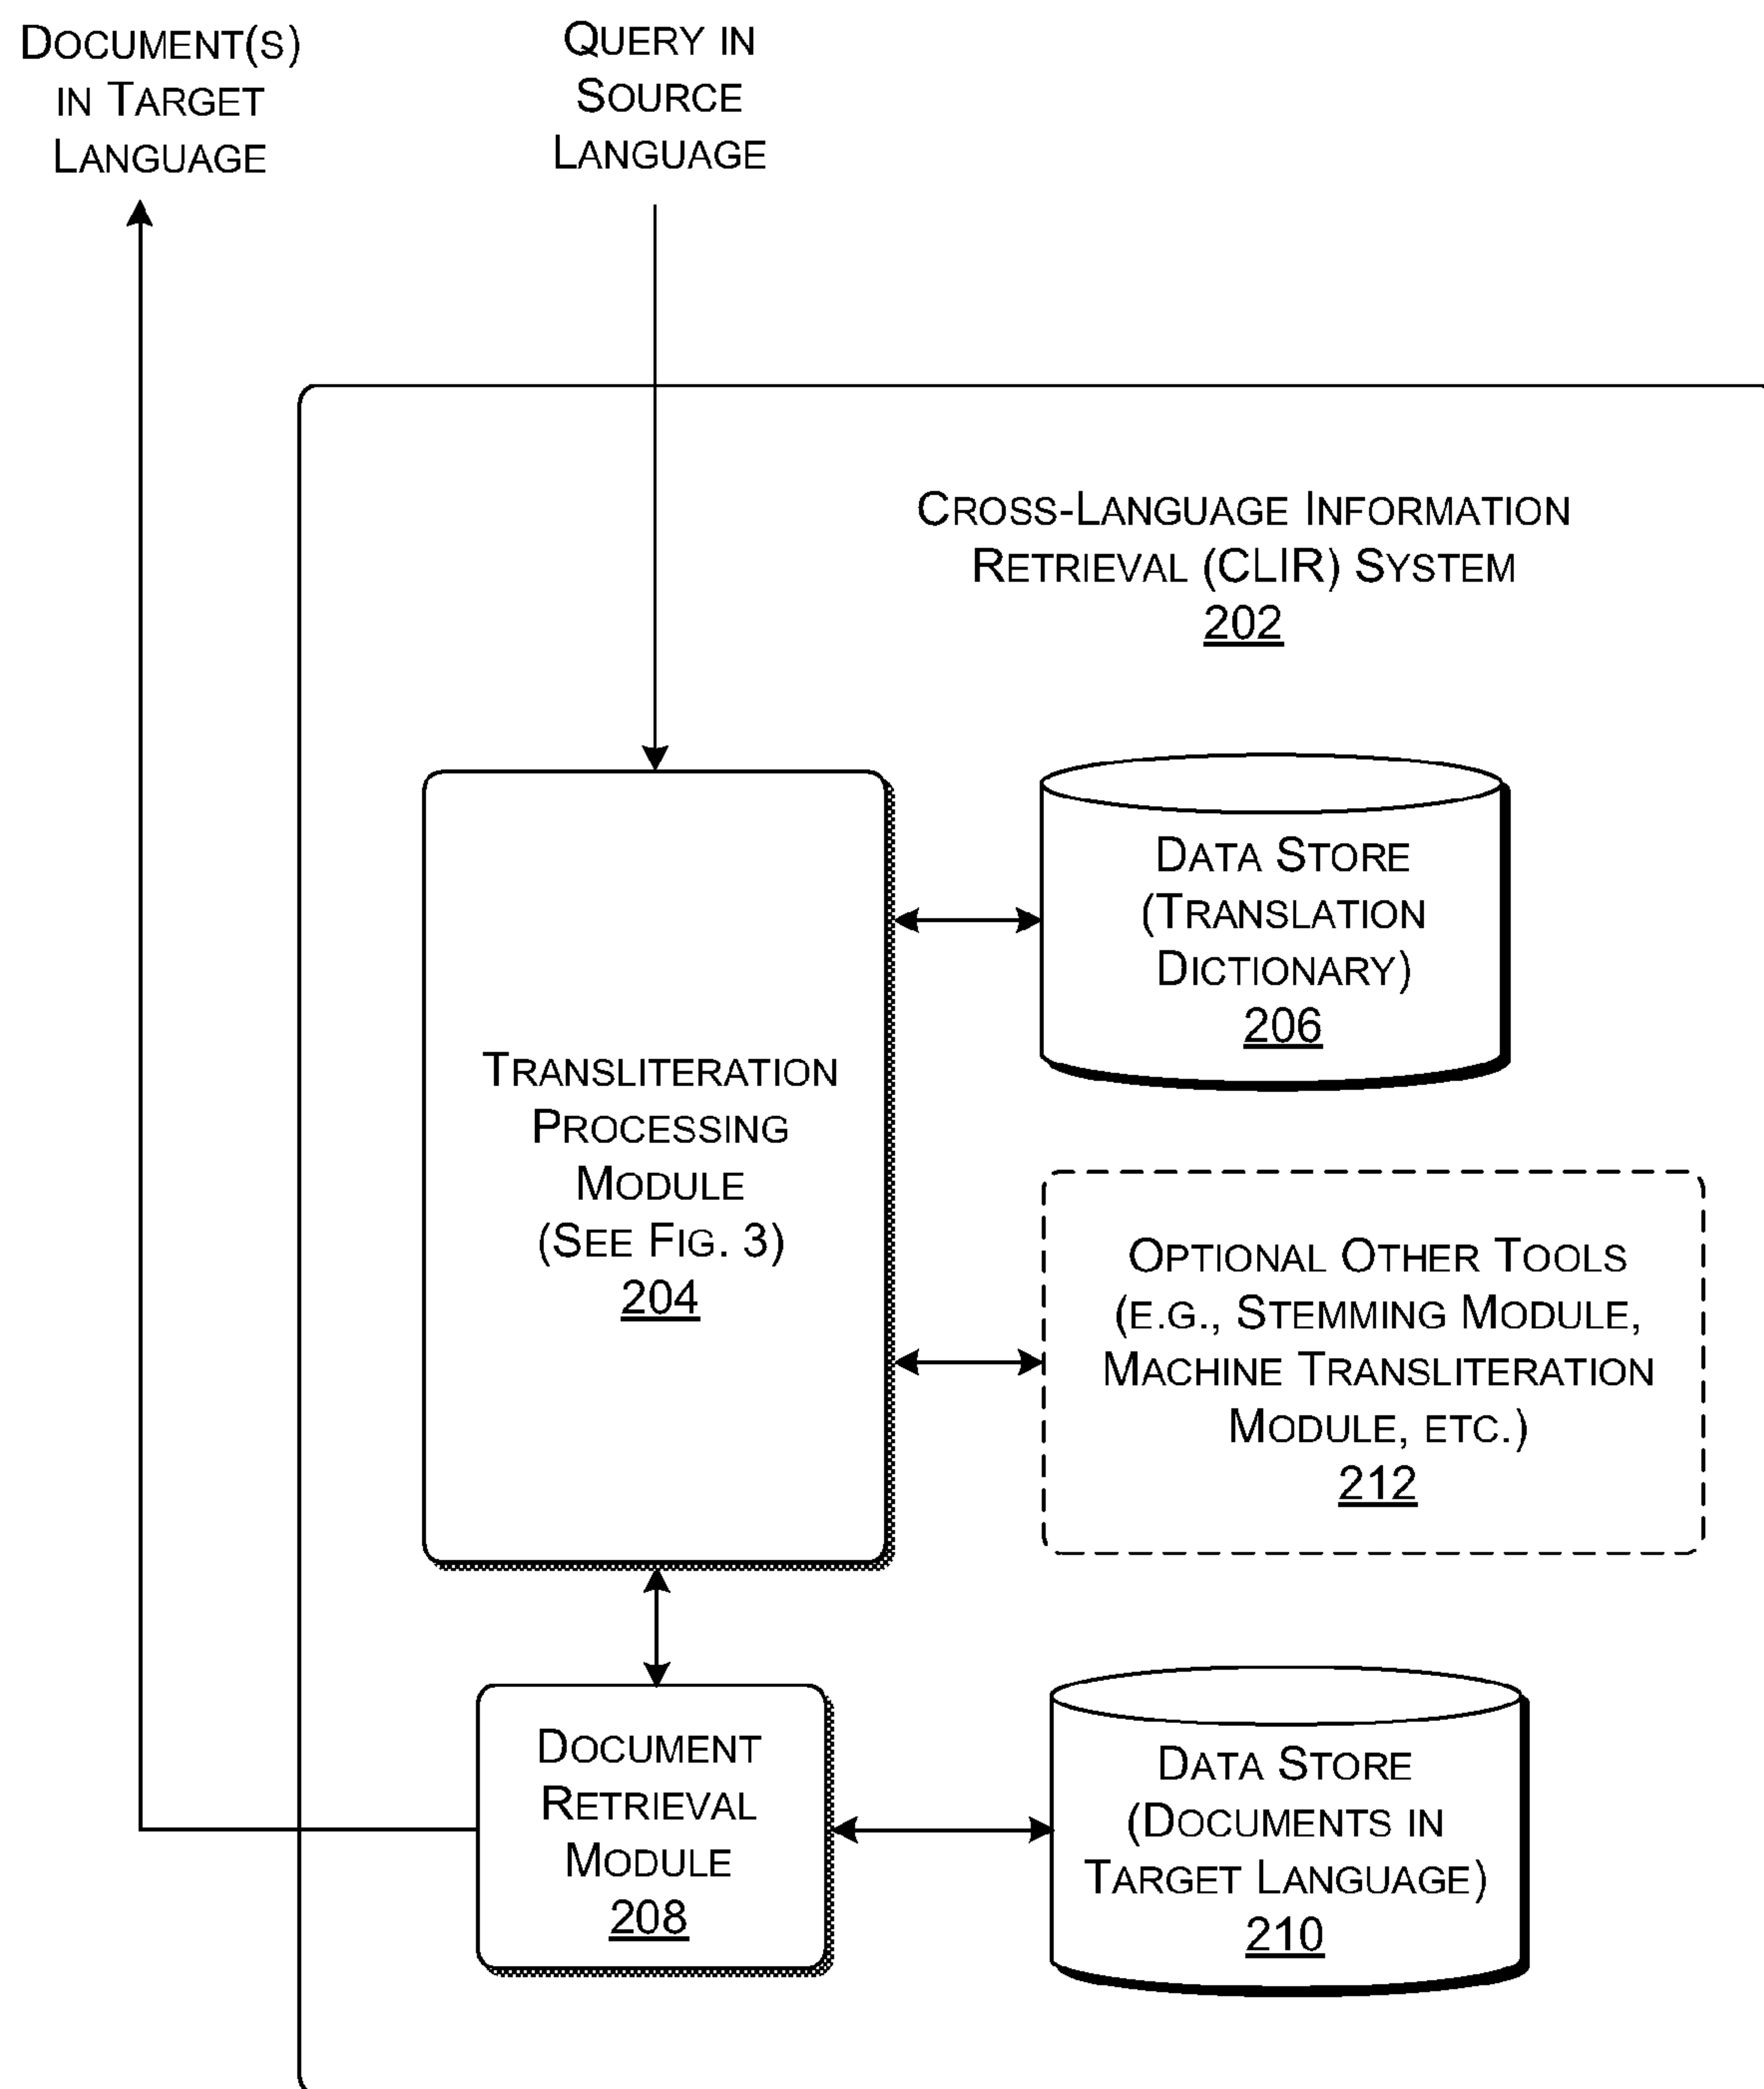 DOCUMENT(S)
IN TARGET
LANGUAGE
QUERY IN
SOURCE
LANGUAGE
CROSS-LANGUAGE INFORMATION
RETRIEVAL (CLIR) SYSTEM
202
TRANSLITERATION
PROCESSING
MODULE
(SEE FIG. 3)
204
DATA STORE
(TRANSLATION
DICTIONARY)
206
OPTIONAL OTHER TOOLS
(E.G., STEMMING MODULE,
MACHINE TRANSLITERATION
MODULE, ETC.)
212
DOCUMENT
RETRIEVAL
MODULE
208
DATA STORE
(DOCUMENTS IN
TARGET LANGUAGE)
210